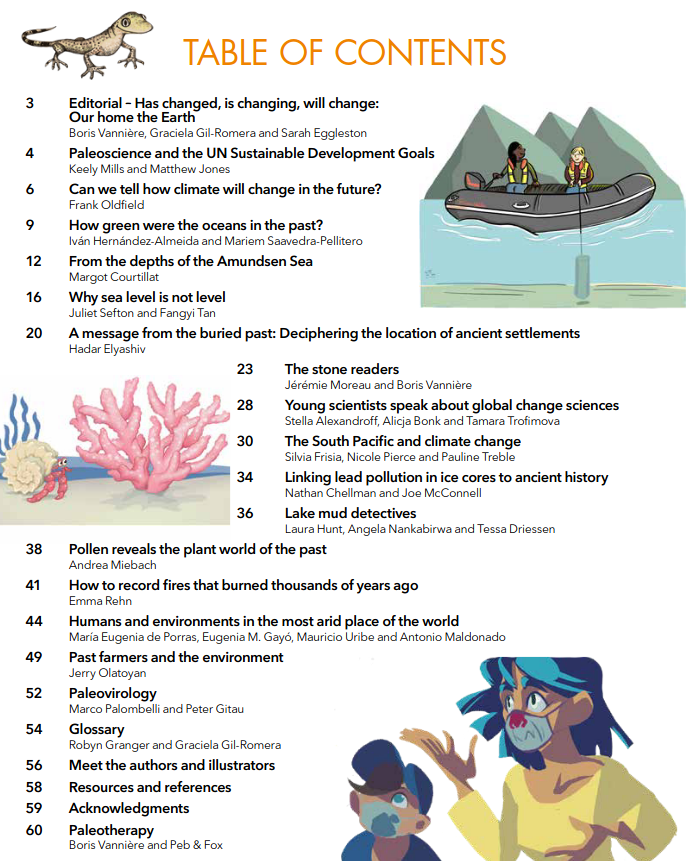 TABLE OF CONTENTS
3 Editorial – Has changed, is changing, will change:
Our home the Earth
Boris Vannière, Graciela Gil-Romera and Sarah Eggleston
4 Paleoscience and the UN Sustainable Development Goals
Keely Mills and Matthew Jones
6 Can we tell how climate will change in the future?
Frank Oldfield
9 How green were the oceans in the past?
Iván Hernández-Almeida and Mariem Saavedra-Pellitero
12 From the depths of the Amundsen Sea
Margot Courtillat
16 Why sea level is not level
Juliet Sefton and Fangyi Tan
20 A message from the buried past: Deciphering the location of ancient settlements
Hadar Elyashiv
23 The stone readers
Jérémie Moreau and Boris Vannière
28 Young scientists speak about global change sciences
Stella Alexandroff, Alicja Bonk and Tamara Trofimova
30 The South Pacific and climate change
Silvia Frisia, Nicole Pierce and Pauline Treble
34 Linking lead pollution in ice cores to ancient history
Nathan Chellman and Joe McConnell
36 Lake mud detectives
Laura Hunt, Angela Nankabirwa and Tessa Driessen
38 Pollen reveals the plant world of the past
Andrea Miebach
41 How to record fires that burned thousands of years ago
Emma Rehn
44 Humans and environments in the most arid place of the world
María Eugenia de Porras, Eugenia M. Gayó, Mauricio Uribe and Antonio Maldonado
49 Past farmers and the environment
Jerry Olatoyan
52 Paleovirology
Marco Palombelli and Peter Gitau
54 Glossary
Robyn Granger and Graciela Gil-Romera
56 Meet the authors and illustrators
58 Resources and references
59 Acknowledgments
60 Paleotherapy
Boris Vannière and Peb & Fox